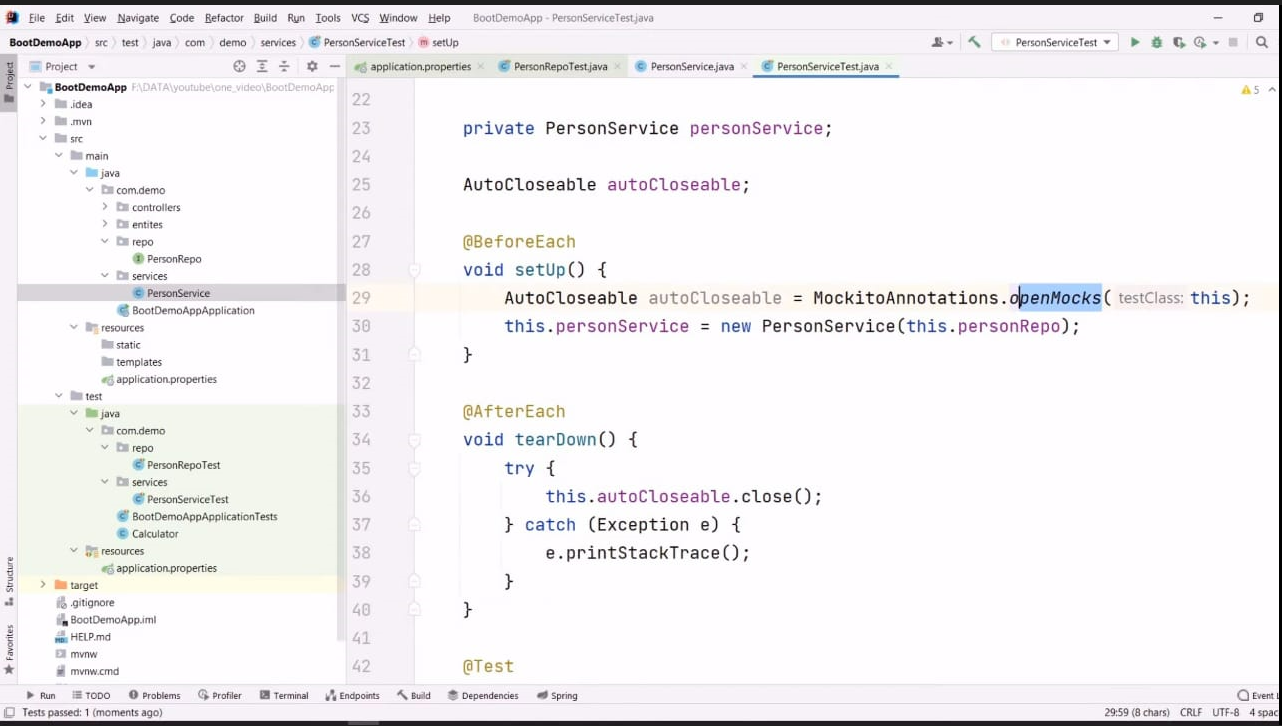 File Edit View Navigate Code Refactor Build Run Tools VCS Window Help BootDemoApp - PersonServiceTest.java
BootDemoApp src test java com demo services PersonServiceTest setUp PersonServiceTest
Project application.properties PersonRepoTest.java PersonService.java PersonServiceTest.java
Project
Structure
Favorites
BootDemoApp F:\DATA\youtube\one_video\BootDemoApp
.idea
.mvn
src
main
java
com.demo
controllers
entites
repo
PersonRepo
services
PersonService
BootDemoAppApplication
resources
static
templates
application.properties
test
java
com.demo
repo
PersonRepoTest
services
PersonServiceTest
BootDemoAppApplicationTests
Calculator
resources
application.properties
target
.gitignore
BootDemoApp.iml
HELP.md
mvnw
mvnw.cmd
5
22
23 private PersonService personService;
24
25 AutoCloseable autoCloseable;
26
27 @BeforeEach
28 void setUp() {
29 AutoCloseable autoCloseable = MockitoAnnotations.openMocks( testClass: this);
30 this.personService = new PersonService(this.personRepo);
31 }
32
33 @AfterEach
34 void tearDown() {
35 try {
36 this.autoCloseable.close();
37 } catch (Exception e) {
38 e.printStackTrace();
39 }
40 }
41
42 @Test
Run TODO Problems Profiler Terminal Endpoints Build Dependencies Spring Event
Tests passed: 1 (moments ago) 29:59 (8 chars) CRLF UTF-8 4 spac